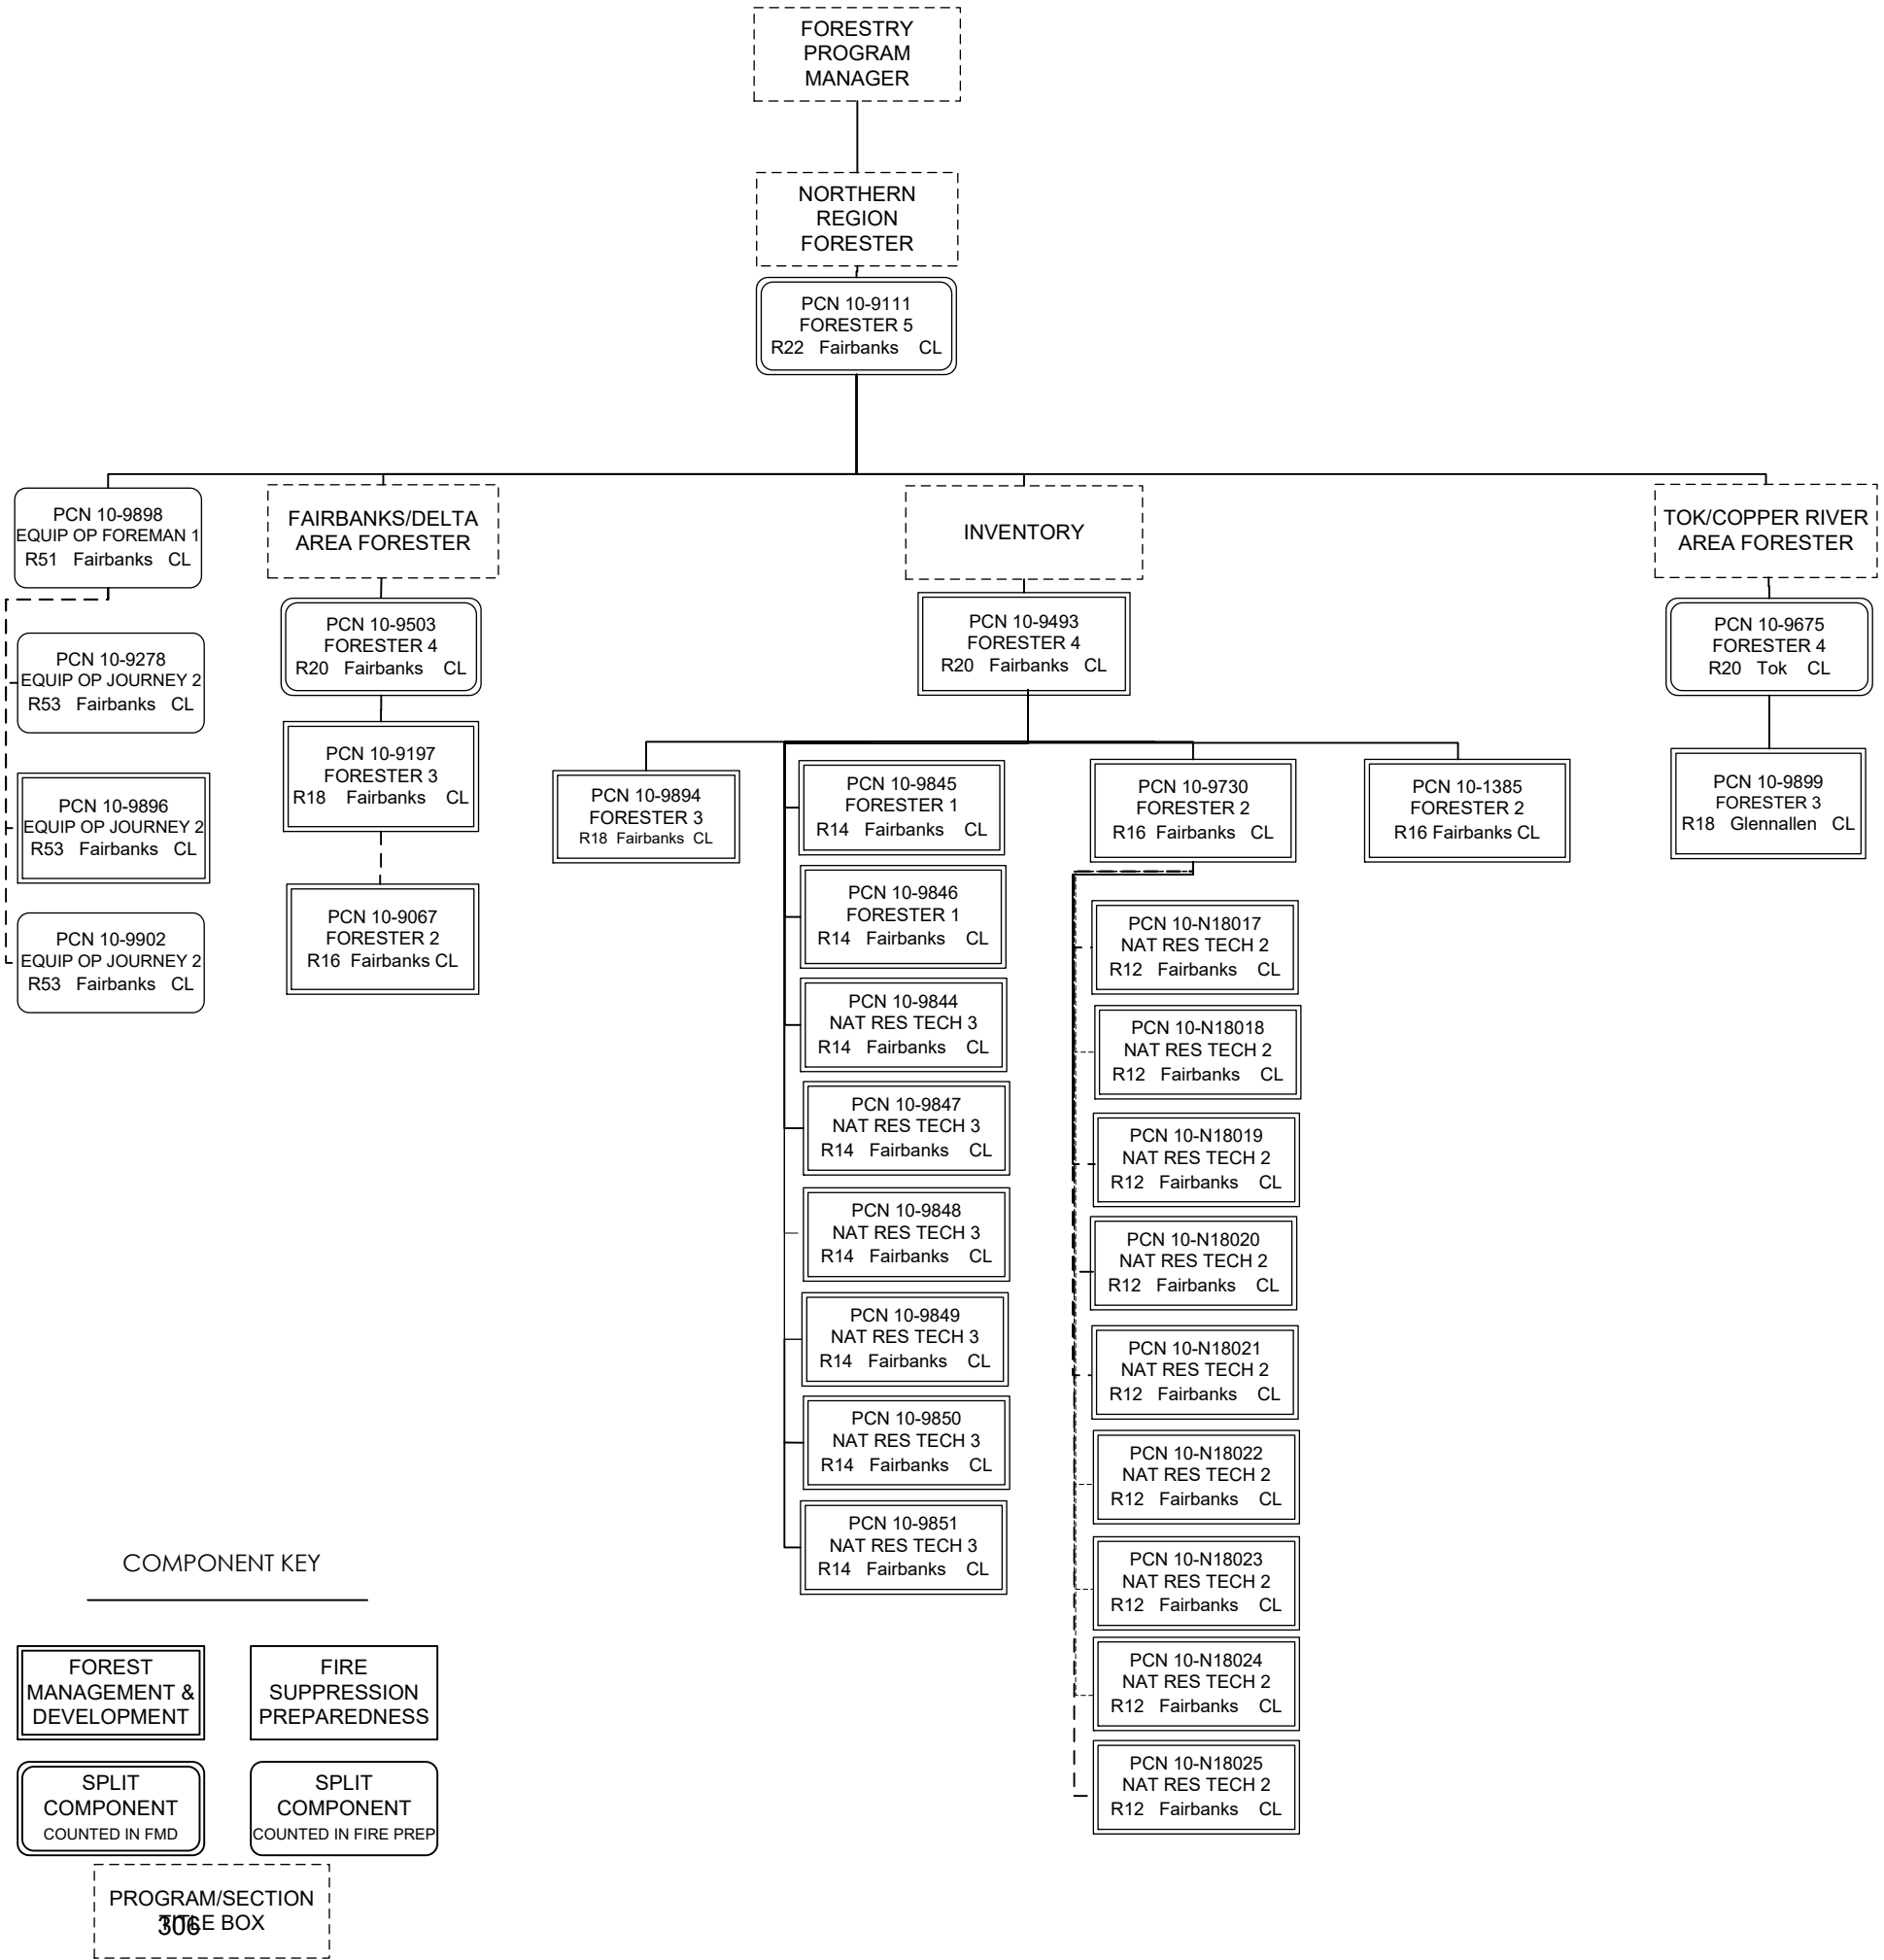 FORESTRY
PROGRAM
MANAGER
NORTHERN
REGION
FORESTER
PCN 10-9111
FORESTER 5
R22 Fairbanks CL
PCN 10-9898
EQUIP OP FOREMAN 1
R51 Fairbanks CL
PCN 10-9278
EQUIP OP JOURNEY 2
R53 Fairbanks CL
PCN 10-9896
EQUIP OP JOURNEY 2
R53 Fairbanks CL
PCN 10-9902
EQUIP OP JOURNEY 2
R53 Fairbanks CL
FAIRBANKS/DELTA
AREA FORESTER
PCN 10-9503
FORESTER 4
R20 Fairbanks CL
PCN 10-9197
FORESTER 3
R18 Fairbanks CL
PCN 10-9067
FORESTER 2
R16 Fairbanks CL
INVENTORY
PCN 10-9493
FORESTER 4
R20 Fairbanks CL
PCN 10-9894
FORESTER 3
R18 Fairbanks CL
PCN 10-9845
FORESTER 1
R14 Fairbanks CL
PCN 10-9846
FORESTER 1
R14 Fairbanks CL
PCN 10-9844
NAT RES TECH 3
R14 Fairbanks CL
PCN 10-9847
NAT RES TECH 3
R14 Fairbanks CL
PCN 10-9848
NAT RES TECH 3
R14 Fairbanks CL
PCN 10-9849
NAT RES TECH 3
R14 Fairbanks CL
PCN 10-9850
NAT RES TECH 3
R14 Fairbanks CL
PCN 10-9851
NAT RES TECH 3
R14 Fairbanks CL
PCN 10-9730
FORESTER 2
R16 Fairbanks CL
PCN 10-N18017
NAT RES TECH 2
R12 Fairbanks CL
PCN 10-N18018
NAT RES TECH 2
R12 Fairbanks CL
PCN 10-N18019
NAT RES TECH 2
R12 Fairbanks CL
PCN 10-N18020
NAT RES TECH 2
R12 Fairbanks CL
PCN 10-N18021
NAT RES TECH 2
R12 Fairbanks CL
PCN 10-N18022
NAT RES TECH 2
R12 Fairbanks CL
PCN 10-N18023
NAT RES TECH 2
R12 Fairbanks CL
PCN 10-N18024
NAT RES TECH 2
R12 Fairbanks CL
PCN 10-N18025
NAT RES TECH 2
R12 Fairbanks CL
PCN 10-1385
FORESTER 2
R16 Fairbanks CL
TOK/COPPER RIVER
AREA FORESTER
PCN 10-9675
FORESTER 4
R20 Tok CL
PCN 10-9899
FORESTER 3
R18 Glennallen CL
COMPONENT KEY
FOREST
MANAGEMENT &
DEVELOPMENT
FIRE
SUPPRESSION
PREPAREDNESS
SPLIT
COMPONENT
COUNTED IN FMD
SPLIT
COMPONENT
COUNTED IN FIRE PREP
PROGRAM/SECTION
TITLE BOX
306